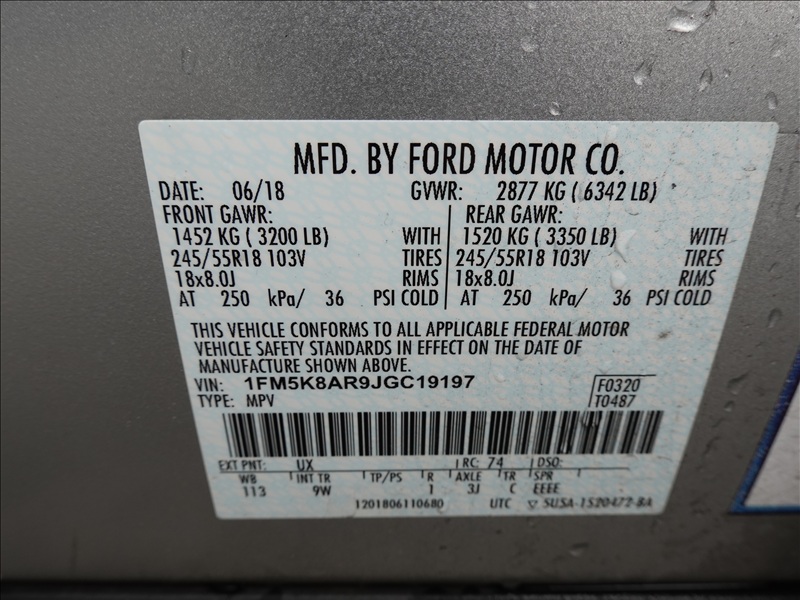 MFD. BY FORD MOTOR CO.
DATE: 06/18 GVWR: 2877 KG ( 6342 LB)
FRONT GAWR: REAR GAWR:
1452 KG ( 3200 LB) WITH 1520 KG ( 3350 LB) WITH
245/55R18 103V TIRES 245/55R18 103V TIRES
18x8.0J RIMS 18x8.0J RIMS
AT 250 kPa/ 36 PSI COLD AT 250 kPa/ 36 PSI COLD
THIS VEHICLE CONFORMS TO ALL APPLICABLE FEDERAL MOTOR
VEHICLE SAFETY STANDARDS IN EFFECT ON THE DATE OF
MANUFACTURE SHOWN ABOVE.
VIN: 1FM5K8AR9JGC19197 F0320
TYPE: MPV T0487
EXT PNT: UX RC: 74 DSO:
WB INT TR TP/PS R AXLE TR SPR
113 9W 1 3J C EEEE
1201806110680 UTC ▽ 5USA-1520472-BA